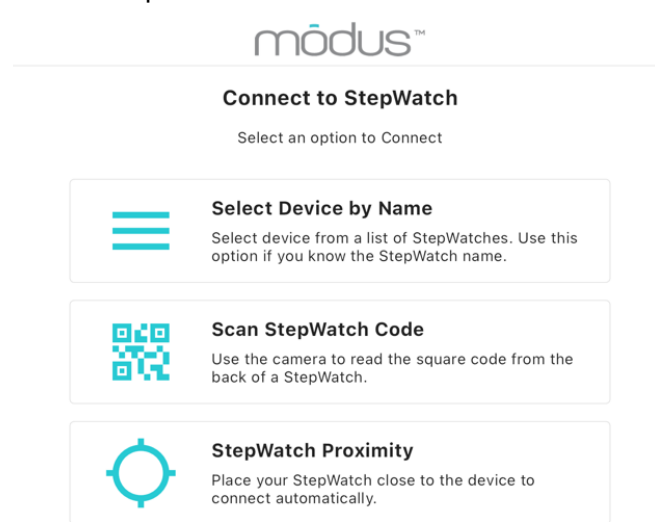 mōdus™
Connect to StepWatch
Select an option to Connect
Select Device by Name
Select device from a list of StepWatches. Use this
option if you know the StepWatch name.
Scan StepWatch Code
Use the camera to read the square code from the
back of a StepWatch.
StepWatch Proximity
Place your StepWatch close to the device to
connect automatically.